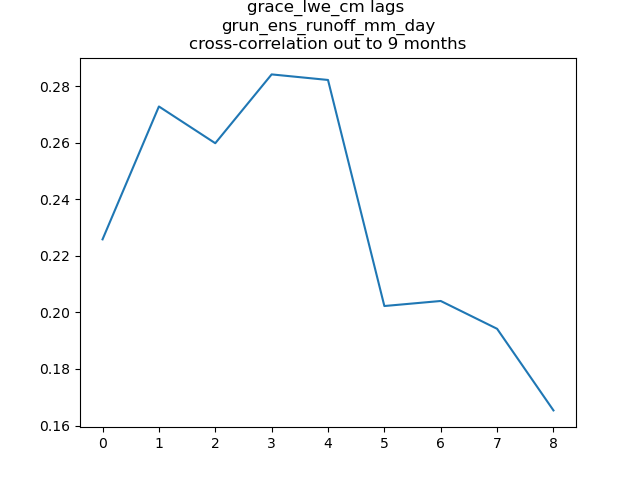 grace_lwe_cm lags
grun_ens_runoff_mm_day
cross-correlation out to 9 months
0.28
0.26
0.24
0.22
0.20
0.18
0.16
0 1 2 3 4 5 6 7 8